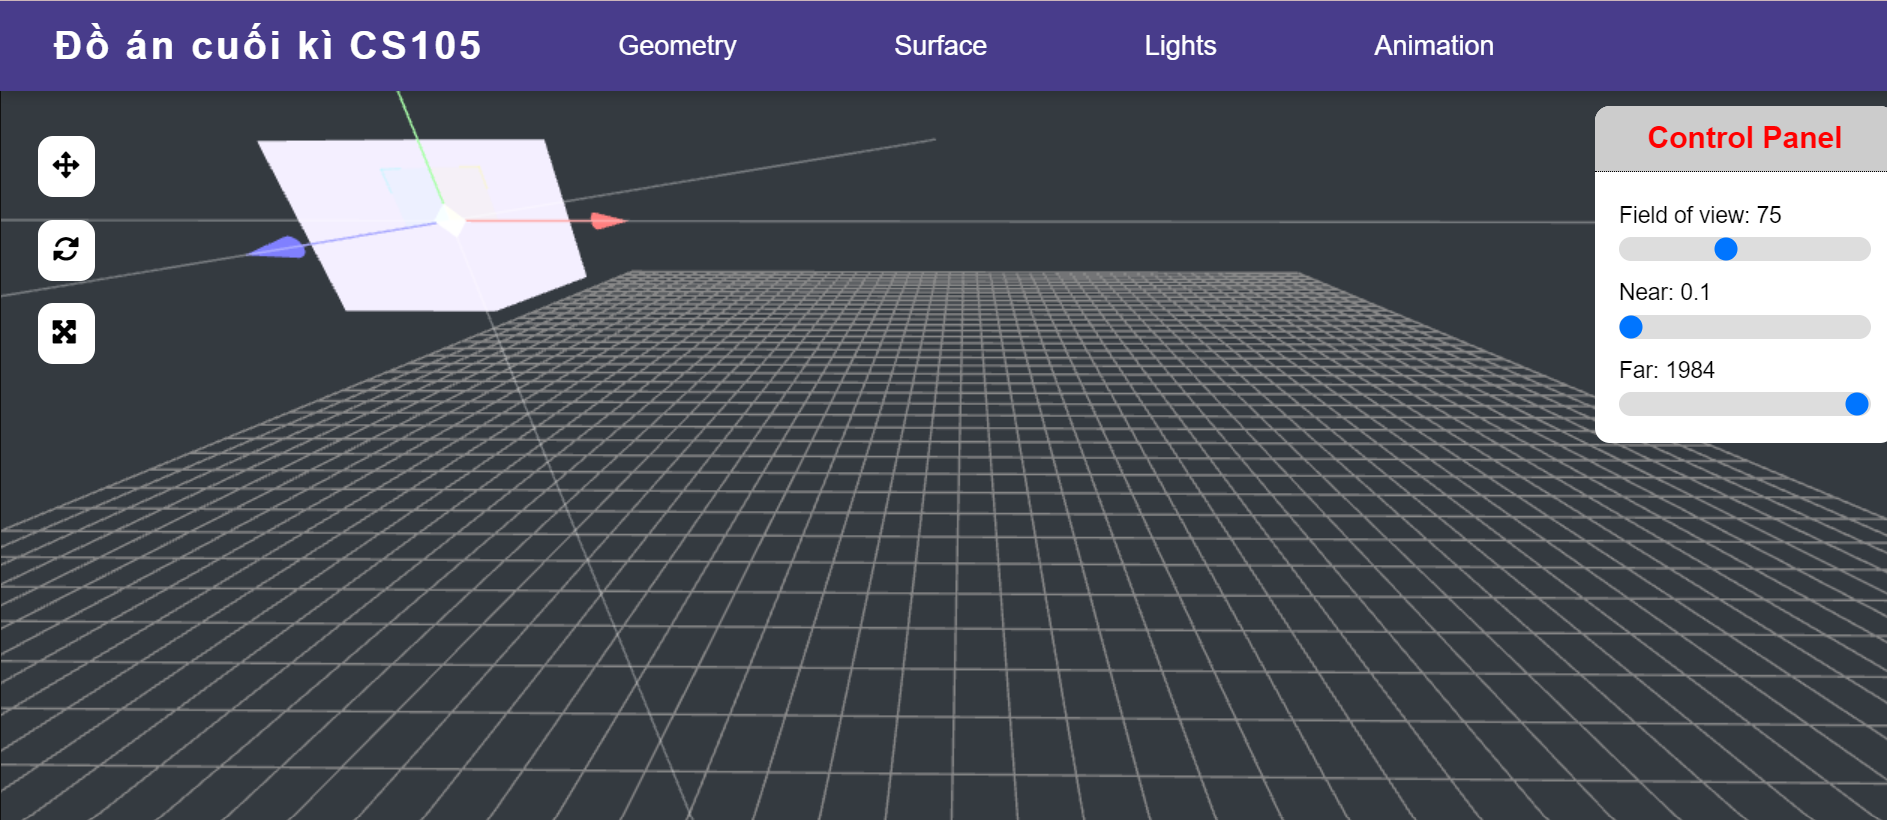 Đồ án cuối kì CS105
Geometry
Surface
Lights
Animation
Control Panel
Field of view: 75
Near: 0.1
Far: 1984